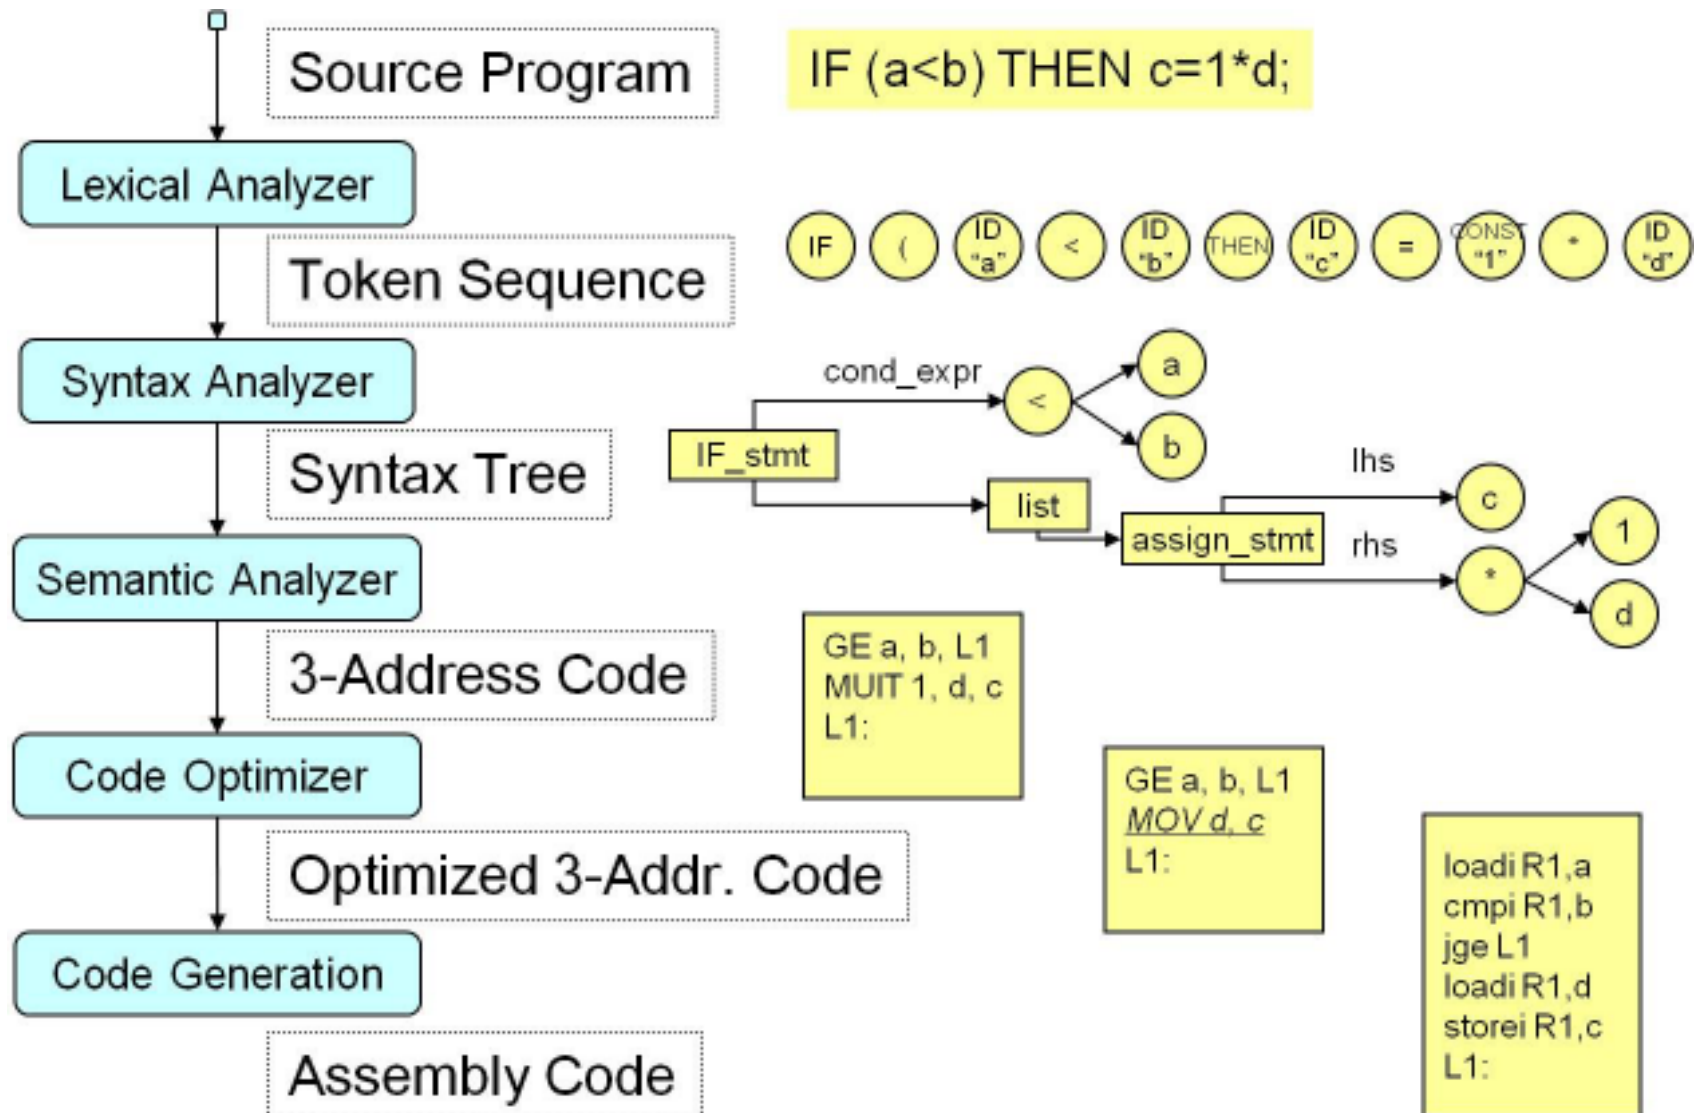 Source Program
IF (a<b) THEN c=1*d;
Lexical Analyzer
IF
(
ID
“a”
<
ID
“b”
THEN
ID
“c”
=
CONST
“1”
*
ID
“d”
Token Sequence
Syntax Analyzer
cond_expr
<
a
b
IF_stmt
Syntax Tree
list
lhs
c
assign_stmt
rhs
*
1
d
Semantic Analyzer
3-Address Code
GE a, b, L1
MUIT 1, d, c
L1:
Code Optimizer
GE a, b, L1
MOV d, c
L1:
Optimized 3-Addr. Code
Code Generation
loadi R1,a
cmpi R1,b
jge L1
loadi R1,d
storei R1,c
L1:
Assembly Code